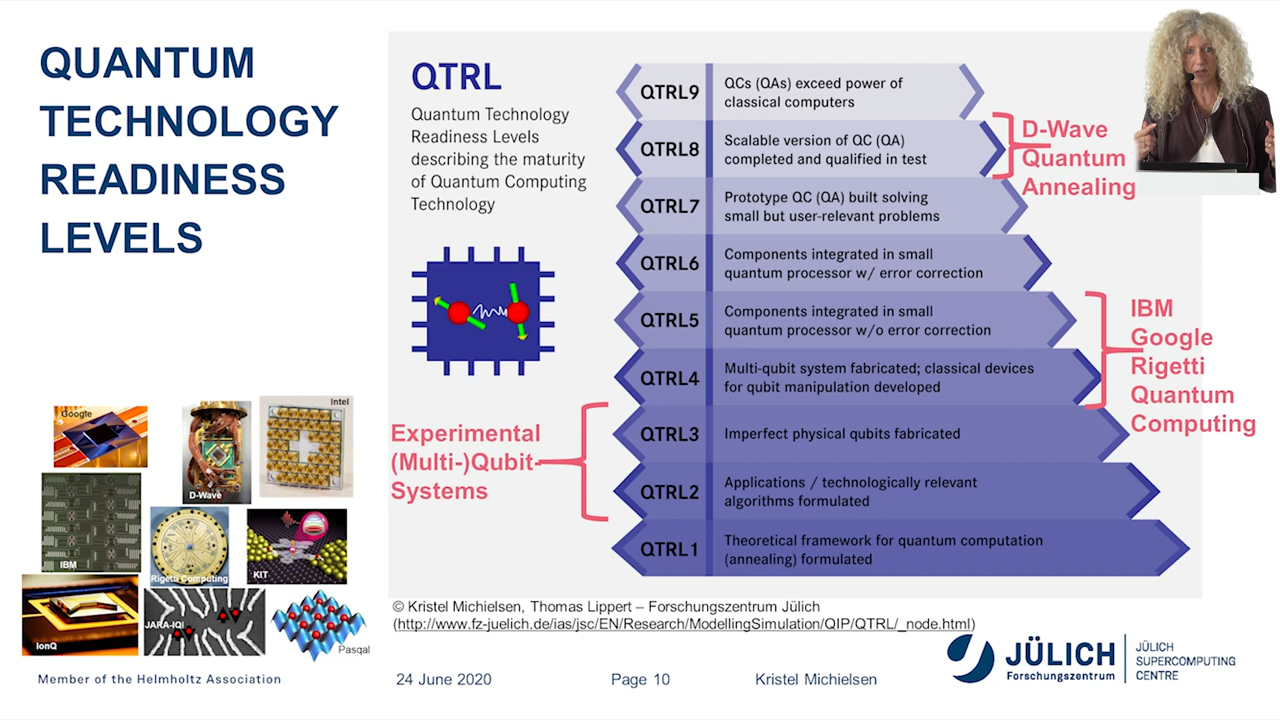 QUANTUM
TECHNOLOGY
READINESS
LEVELS
QTRL
Quantum Technology
Readiness Levels
describing the maturity
of Quantum Computing
Technology
QTRL9
QCs (QAs) exceed power of
classical computers
QTRL8
Scalable version of QC (QA)
completed and qualified in test
QTRL7
Prototype QC (QA) built solving
small but user-relevant problems
QTRL6
Components integrated in small
quantum processor w/ error correction
QTRL5
Components integrated in small
quantum processor w/o error correction
QTRL4
Multi-qubit system fabricated; classical devices
for qubit manipulation developed
QTRL3
Imperfect physical qubits fabricated
QTRL2
Applications / technologically relevant
algorithms formulated
QTRL1
Theoretical framework for quantum computation
(annealing) formulated
D-Wave
Quantum
Annealing
IBM
Google
Rigetti
Quantum
Computing
Experimental
(Multi-)Qubit-
Systems
Google
D-Wave
Intel
IBM
Rigetti Computing
KIT
IonQ
JARA-IQI
Pasqal
© Kristel Michielsen, Thomas Lippert – Forschungszentrum Jülich
(http://www.fz-juelich.de/ias/jsc/EN/Research/ModellingSimulation/QIP/QTRL/_node.html)
Member of the Helmholtz Association
24 June 2020
Page 10
Kristel Michielsen
JÜLICH
Forschungszentrum
JÜLICH
SUPERCOMPUTING
CENTRE